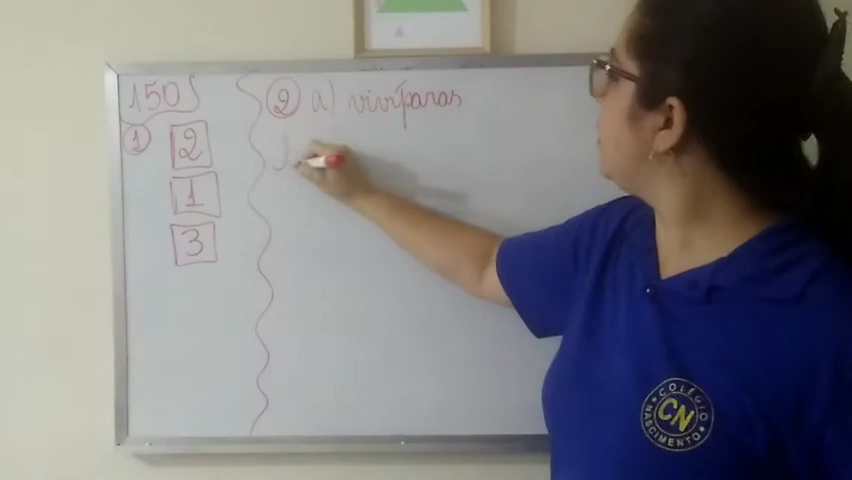 150
① 2
1
3
② a) vivíparas
COLÉGIO
CN
NASCIMENTO